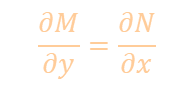 ∂M/∂y = ∂N/∂x